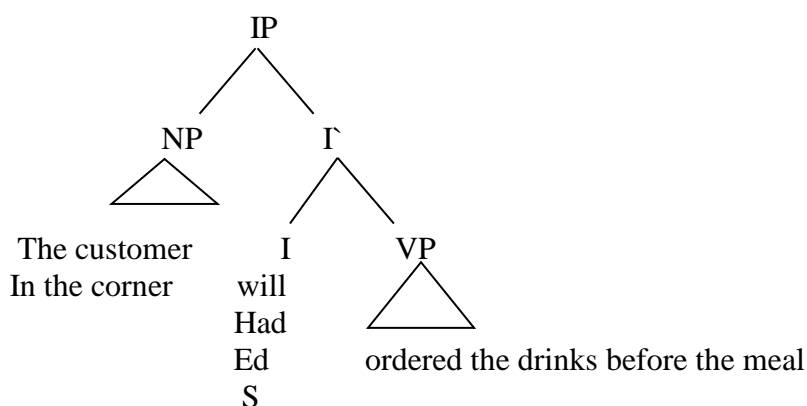 IP
NP I`
The customer I VP
In the corner will
Had
Ed ordered the drinks before the meal
S